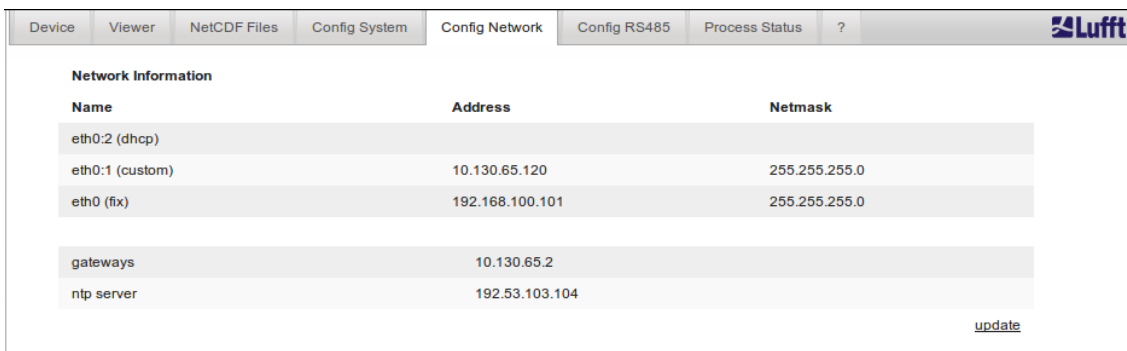 Device Viewer NetCDF Files Config System Config Network Config RS485 Process Status ? Lufft
Network Information
Name Address Netmask
eth0:2 (dhcp)
eth0:1 (custom) 10.130.65.120 255.255.255.0
eth0 (fix) 192.168.100.101 255.255.255.0
gateways 10.130.65.2
ntp server 192.53.103.104
update